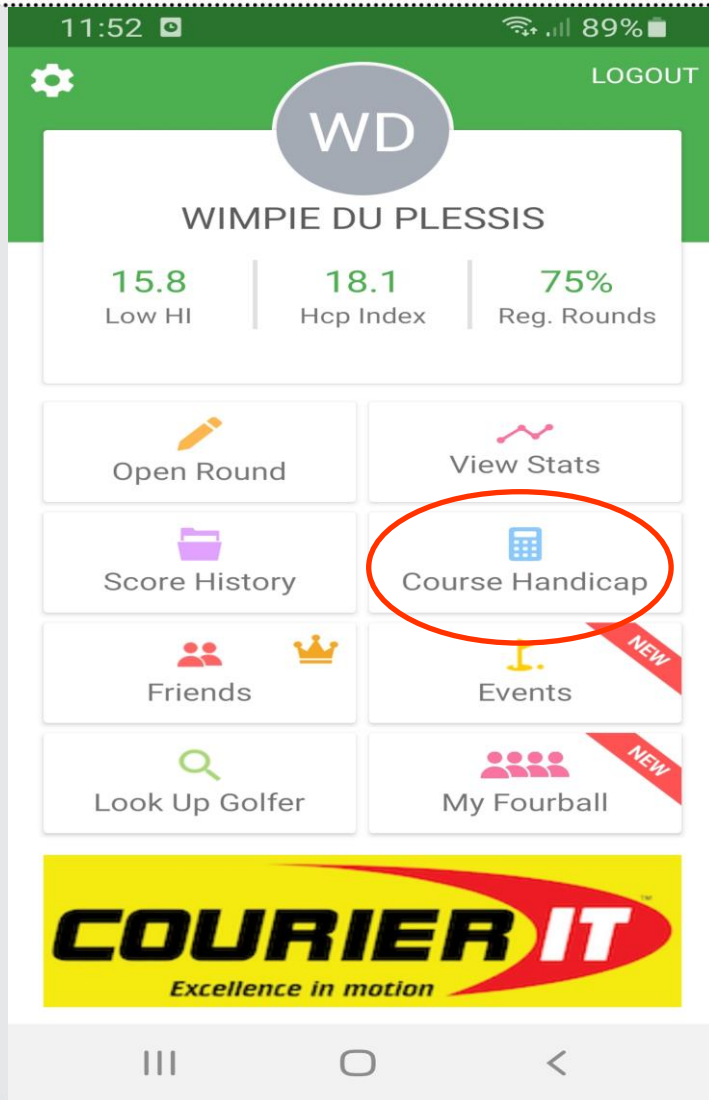 11:52 89%
LOGOUT
WD
WIMPIE DU PLESSIS
15.8 18.1 75%
Low HI Hcp Index Reg. Rounds
Open Round View Stats
Score History Course Handicap
NEW
Friends Events
NEW
Look Up Golfer My Fourball
COURIER IT ™
Excellence in motion